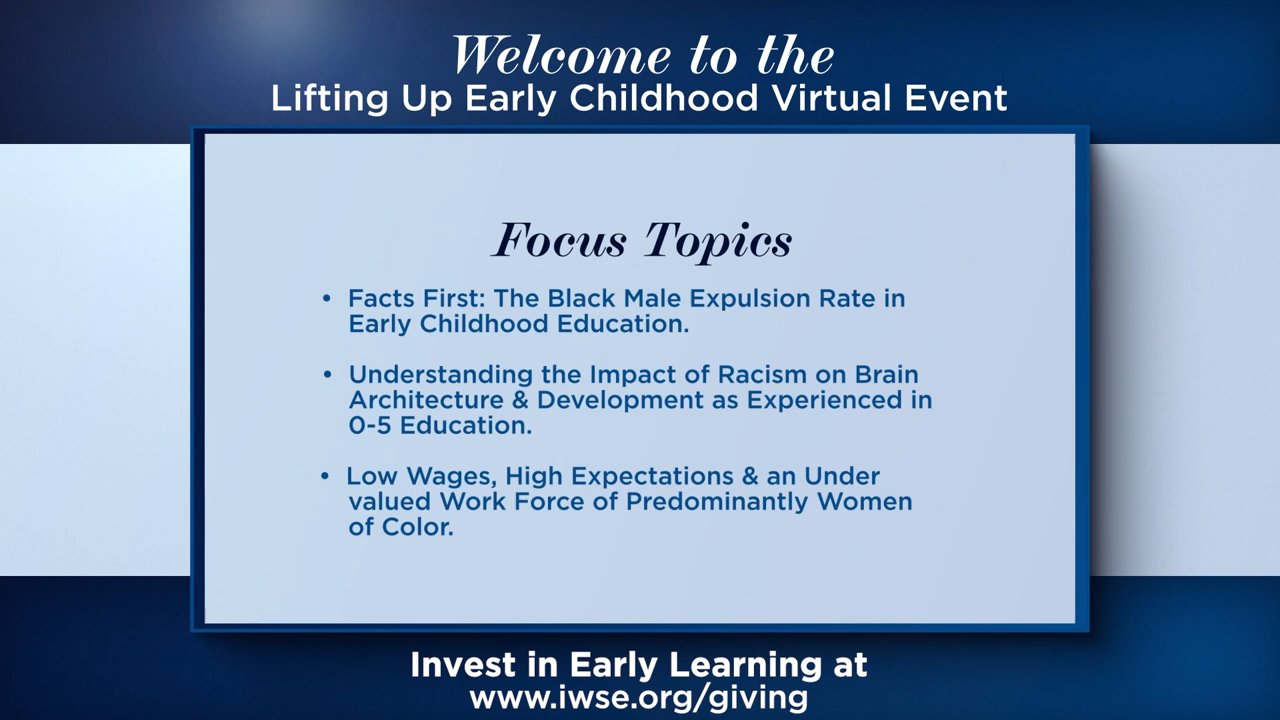 Welcome to the
Lifting Up Early Childhood Virtual Event
Focus Topics
• Facts First: The Black Male Expulsion Rate in
Early Childhood Education.
• Understanding the Impact of Racism on Brain
Architecture & Development as Experienced in
0-5 Education.
• Low Wages, High Expectations & an Under
valued Work Force of Predominantly Women
of Color.
Invest in Early Learning at
www.iwse.org/giving